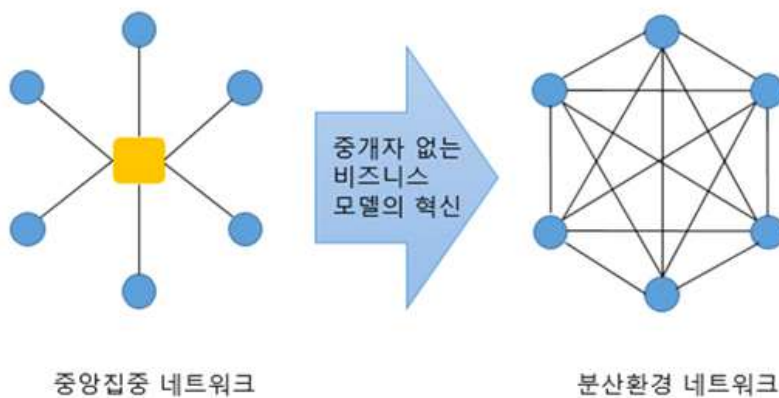 중개자 없는
비즈니스
모델의 혁신
중앙집중 네트워크
분산환경 네트워크